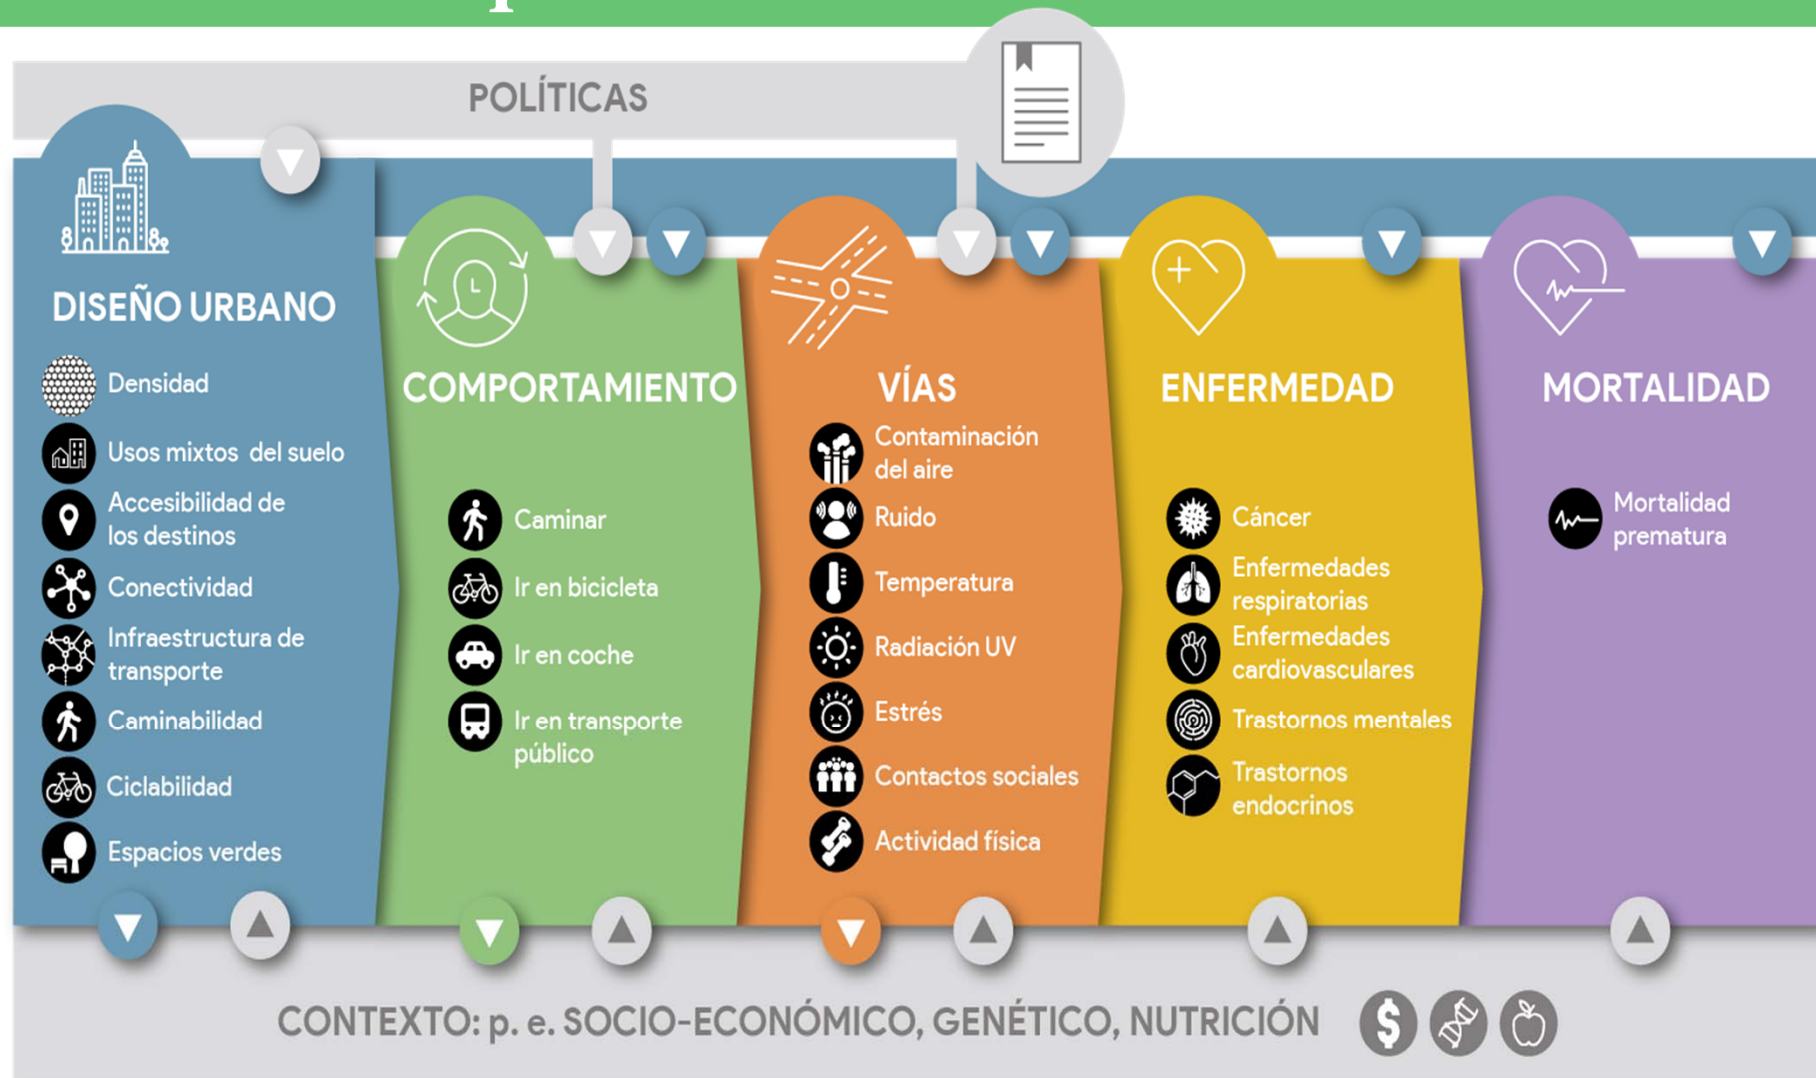 POLÍTICAS
DISEÑO URBANO
Densidad
Usos mixtos del suelo
Accesibilidad de
los destinos
Conectividad
Infraestructura de
transporte
Caminabilidad
Ciclabilidad
Espacios verdes
COMPORTAMIENTO
Caminar
Ir en bicicleta
Ir en coche
Ir en transporte
público
VÍAS
Contaminación
del aire
Ruido
Temperatura
Radiación UV
Estrés
Contactos sociales
Actividad física
ENFERMEDAD
Cáncer
Enfermedades
respiratorias
Enfermedades
cardiovasculares
Trastornos mentales
Trastornos
endocrinos
MORTALIDAD
Mortalidad
prematura
CONTEXTO: p. e. SOCIO-ECONÓMICO, GENÉTICO, NUTRICIÓN
$